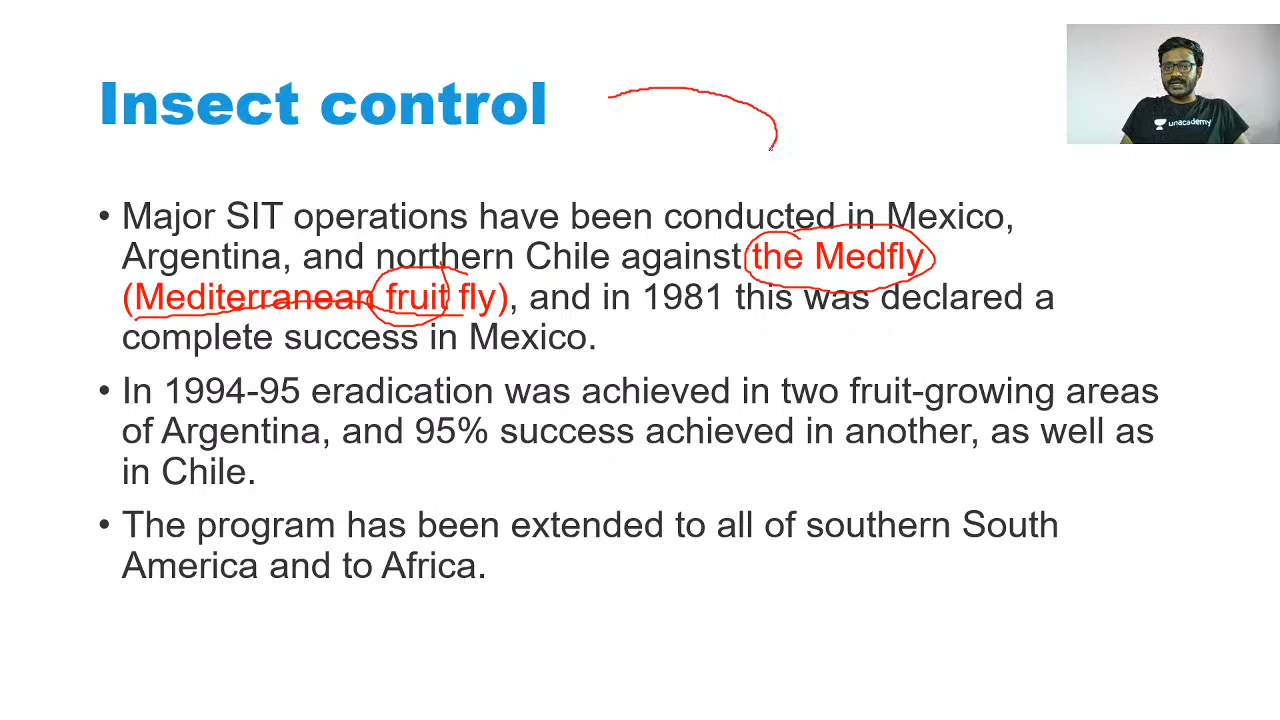 Insect control
unacademy
• Major SIT operations have been conducted in Mexico,
Argentina, and northern Chile against the Medfly
(Mediterranean fruit fly), and in 1981 this was declared a
complete success in Mexico.
• In 1994-95 eradication was achieved in two fruit-growing areas
of Argentina, and 95% success achieved in another, as well as
in Chile.
• The program has been extended to all of southern South
America and to Africa.